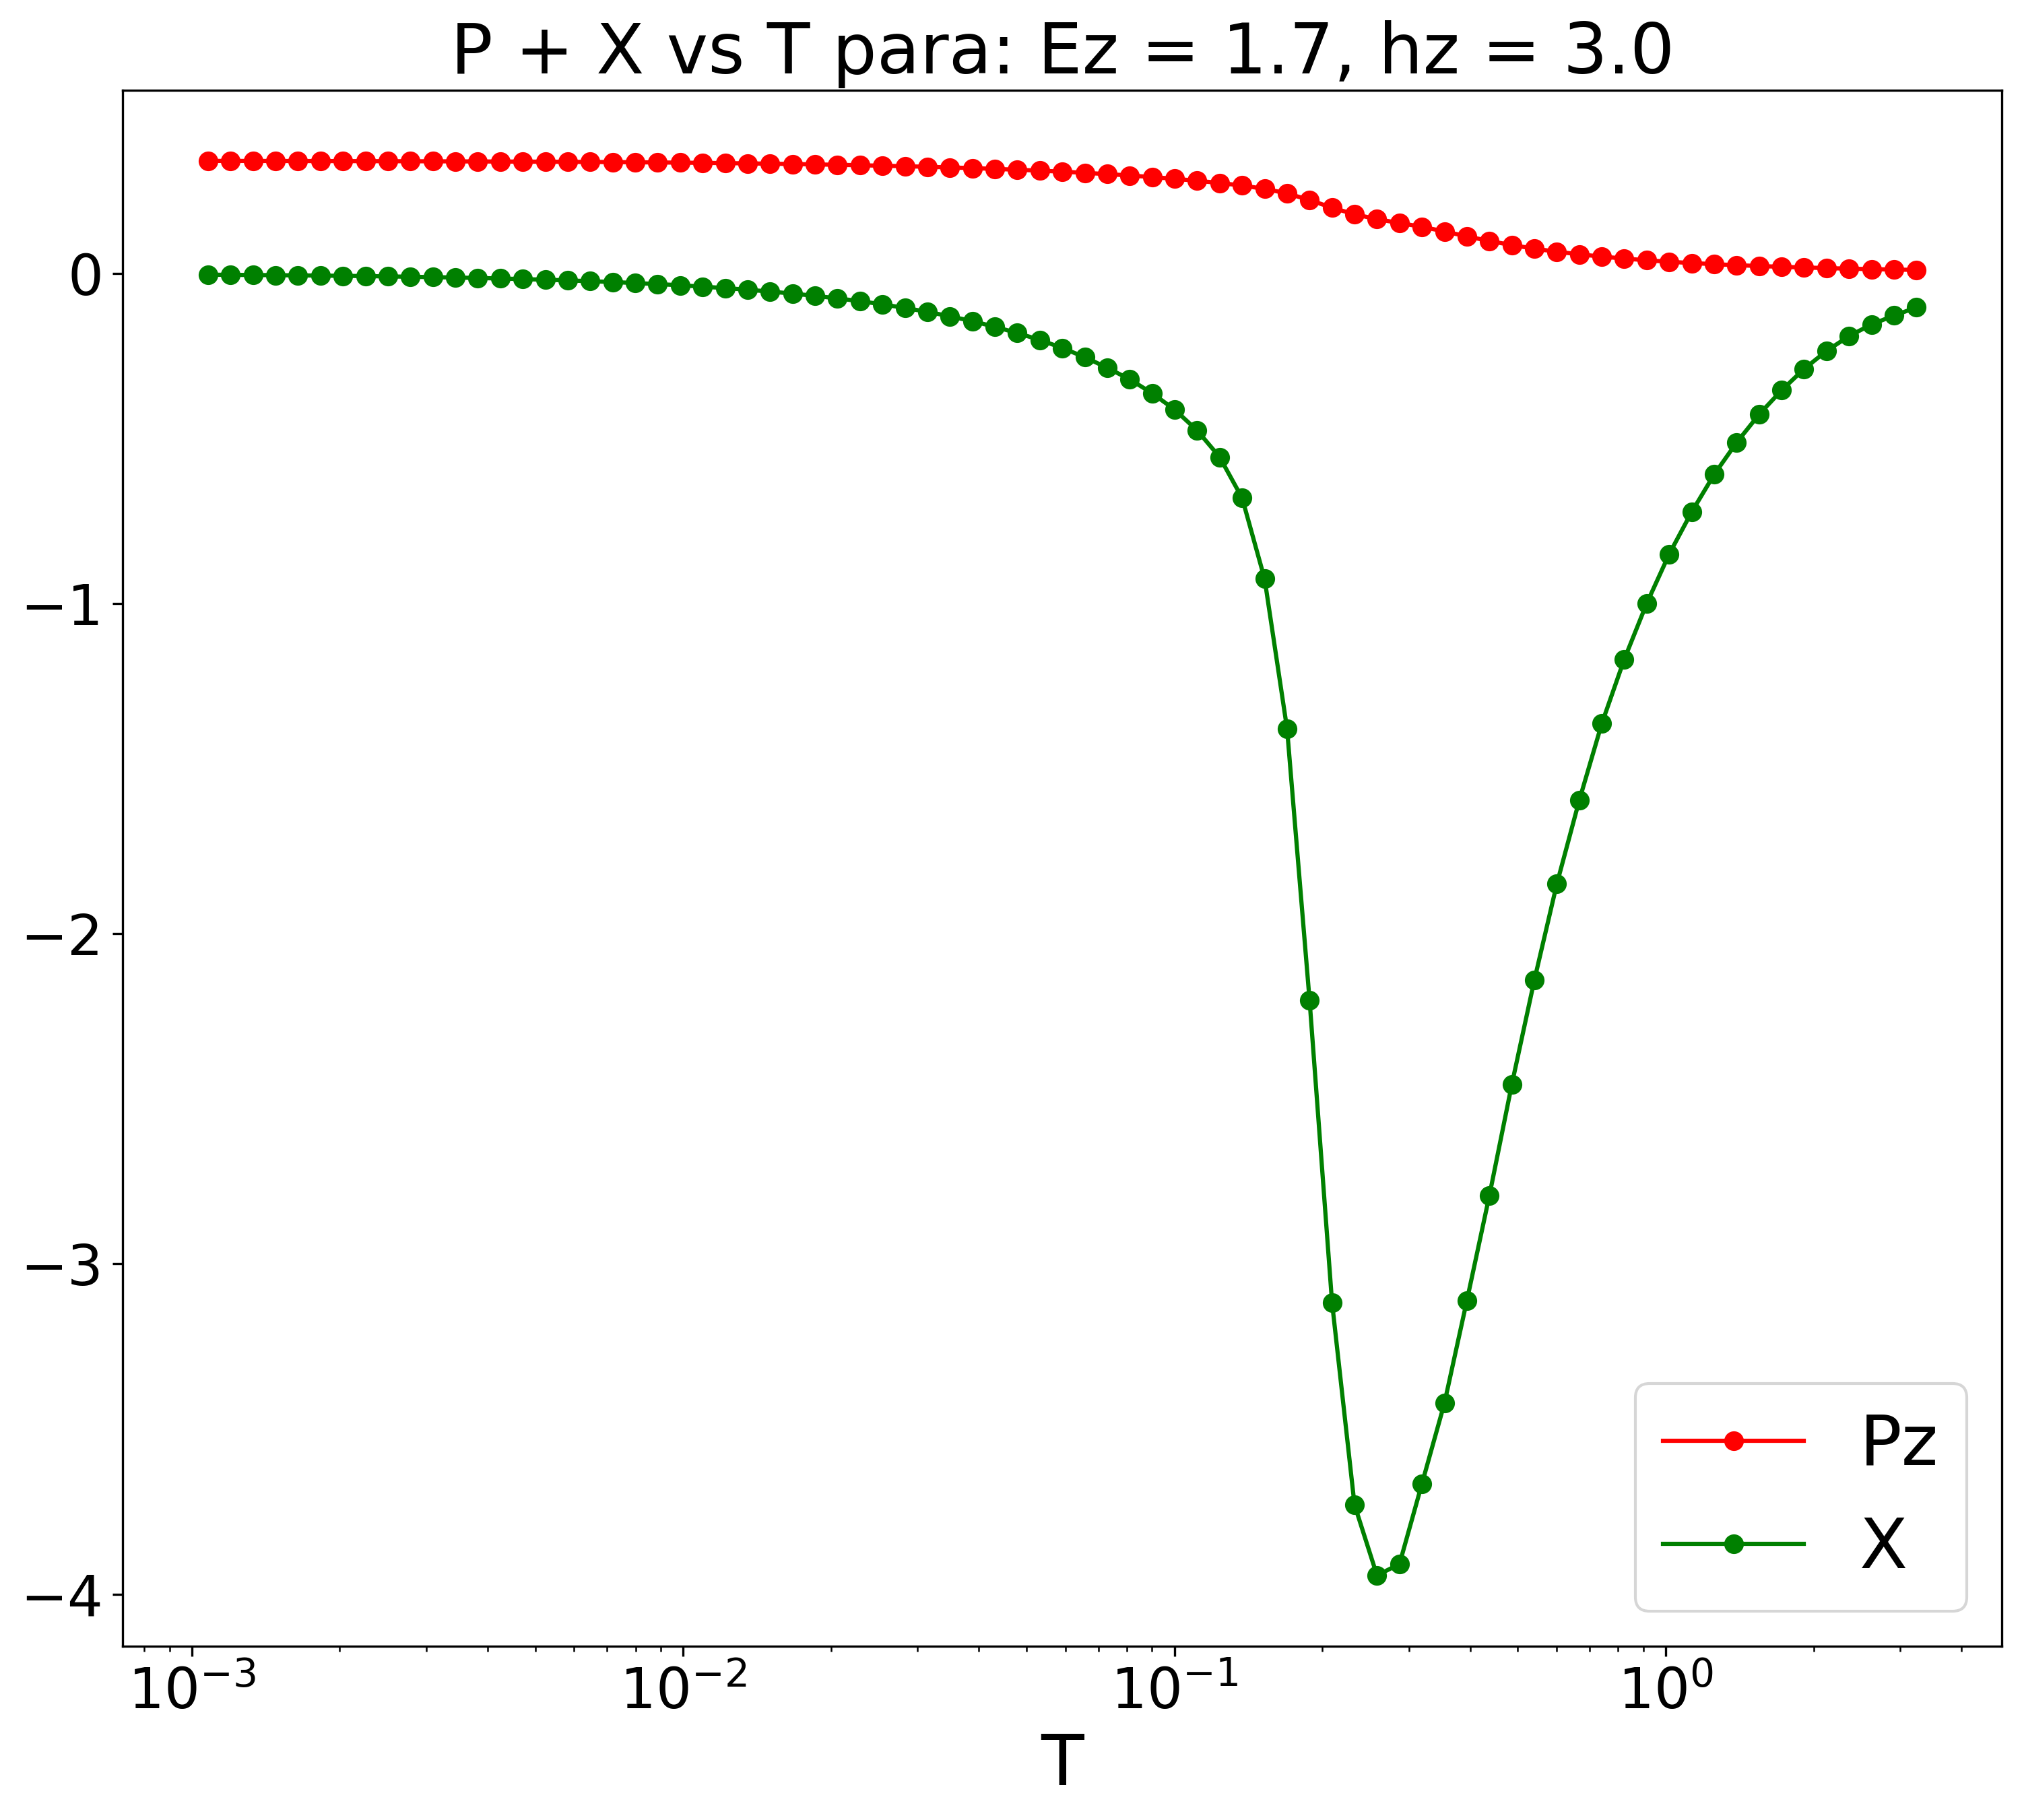 P + X vs T para: Ez = 1.7, hz = 3.0
0
−1
−2
−3
−4
Pz
X
10⁻³ 10⁻² 10⁻¹ 10⁰
T